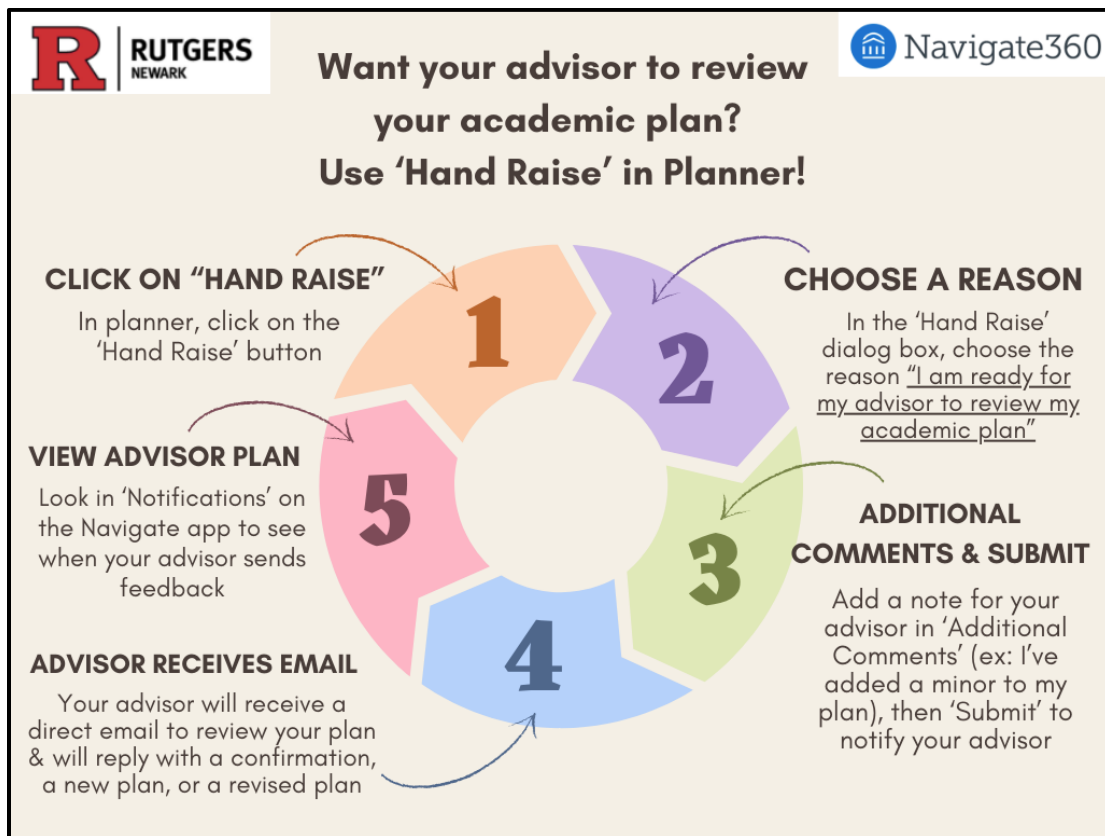 RUTGERS
NEWARK
Navigate360
Want your advisor to review
your academic plan?
Use ‘Hand Raise’ in Planner!
1
CLICK ON “HAND RAISE”
In planner, click on the
‘Hand Raise’ button
2
CHOOSE A REASON
In the ‘Hand Raise’
dialog box, choose the
reason “I am ready for
my advisor to review my
academic plan”
3
ADDITIONAL
COMMENTS & SUBMIT
Add a note for your
advisor in ‘Additional
Comments’ (ex: I’ve
added a minor to my
plan), then ‘Submit’ to
notify your advisor
4
ADVISOR RECEIVES EMAIL
Your advisor will receive a
direct email to review your plan
& will reply with a confirmation,
a new plan, or a revised plan
5
VIEW ADVISOR PLAN
Look in ‘Notifications’ on
the Navigate app to see
when your advisor sends
feedback